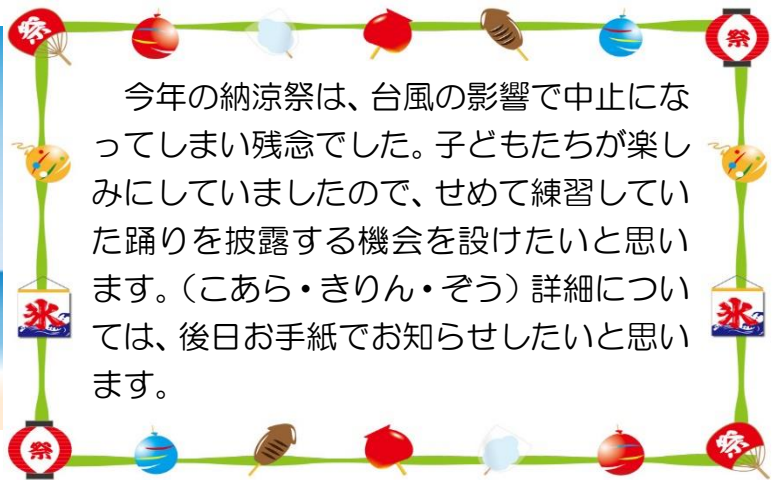 祭
祭
　今年の納涼祭は、台風の影響で中止にな
ってしまい残念でした。子どもたちが楽し
みにしていましたので、せめて練習してい
た踊りを披露する機会を設けたいと思い
ます。（こあら・きりん・ぞう）詳細につい
ては、後日お手紙でお知らせしたいと思い
ます。
氷
氷
祭
祭